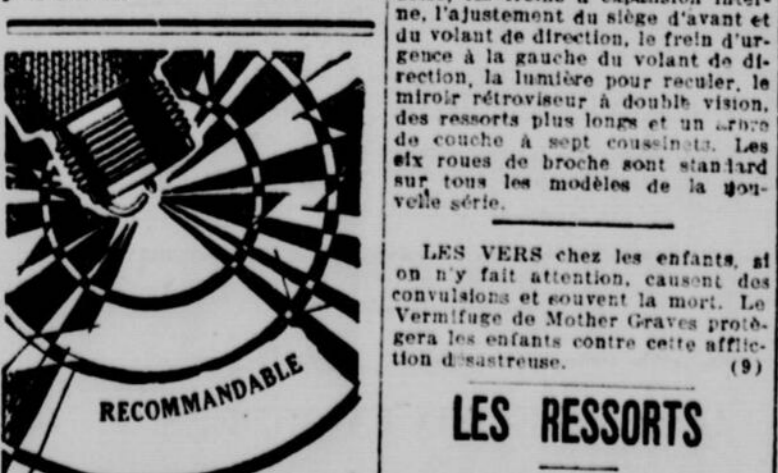 RECOMMANDABLE
ne, l'ajustement du siège d'avant et
du volant de direction, le frein d'ur-
gence à la gauche du volant de di-
rection, la lumière pour reculer, le
miroir rétroviseur à double vision,
des ressorts plus longs et un arbre
de couche à sept coussinets. Les
six roues de broche sont standard
sur tous les modèles de la nou-
velle série.
LES VERS chez les enfants, si
on n'y fait attention, causent des
convulsions et souvent la mort. Le
Vermifuge de Mother Graves proté-
gera les enfants contre cette afflic-
tion désastreuse. (9)
LES RESSORTS